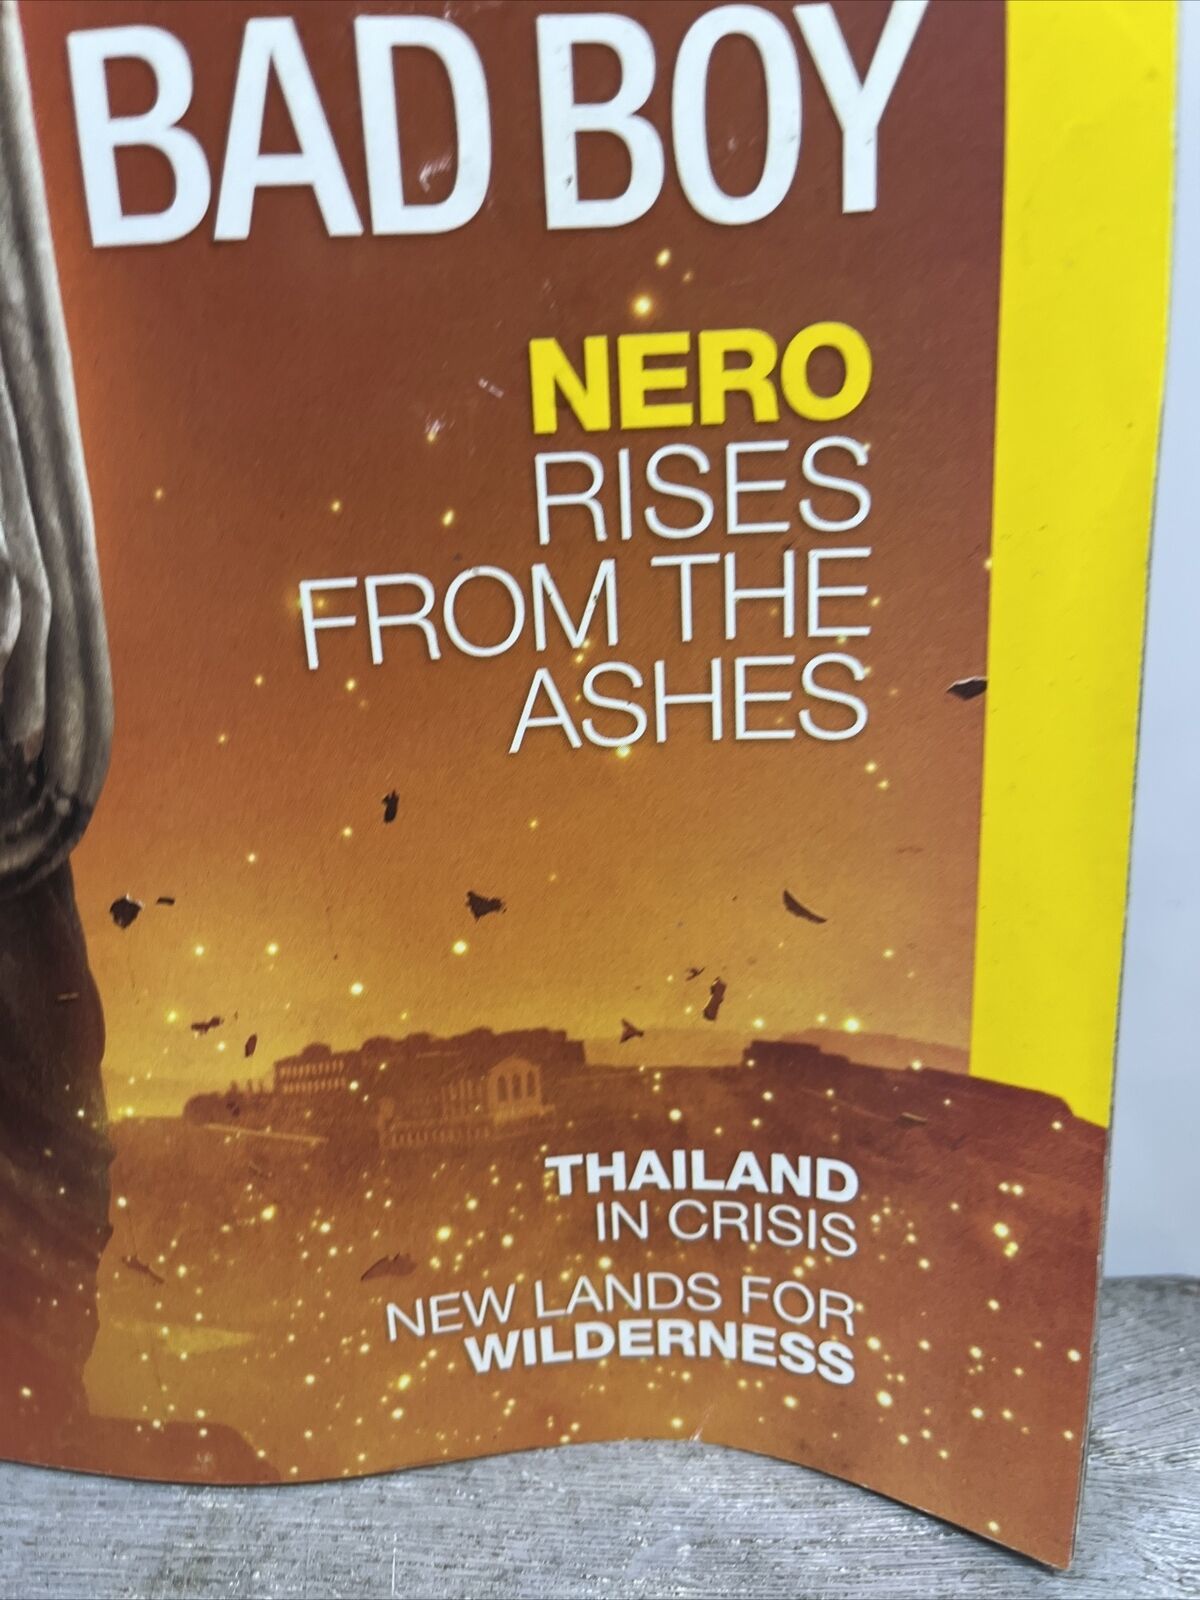 BAD BOY
NERO
RISES
FROM THE
ASHES
THAILAND
IN CRISIS
NEW LANDS FOR
WILDERNESS